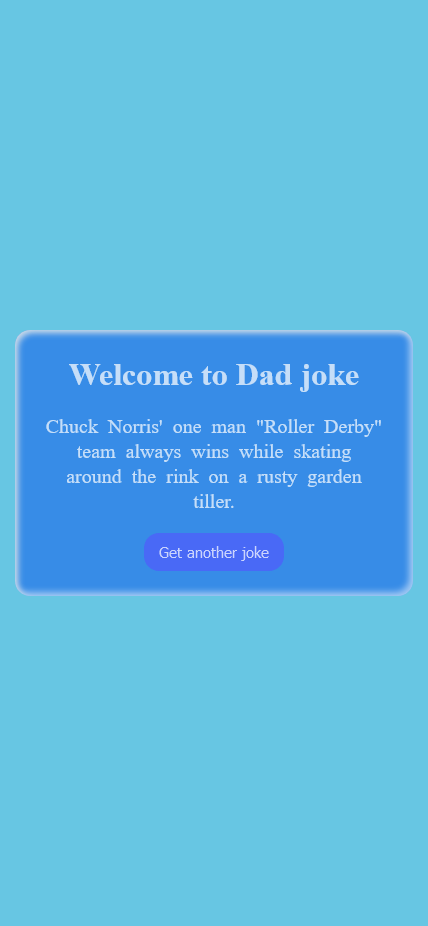 Welcome to Dad joke
Chuck Norris' one man "Roller Derby"
team always wins while skating
around the rink on a rusty garden
tiller.
Get another joke